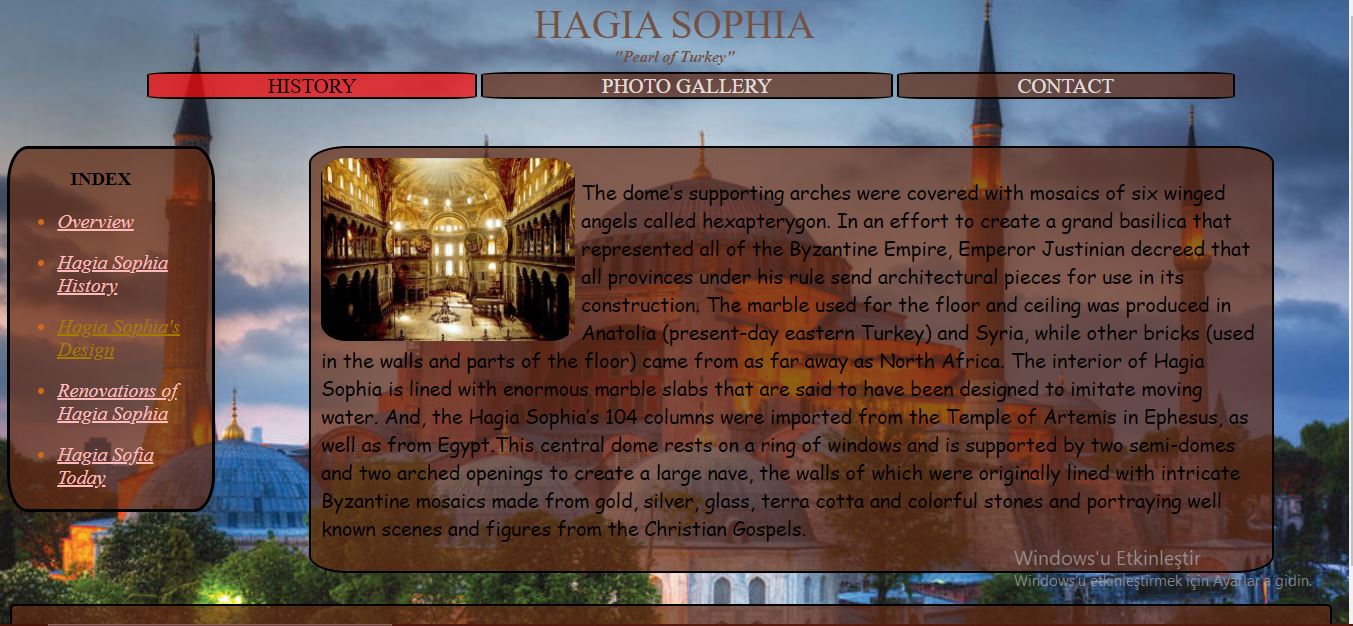 HAGIA SOPHIA
"Pearl of Turkey"
HISTORY
PHOTO GALLERY
CONTACT
INDEX
Overview
Hagia Sophia
History
Hagia Sophia's
Design
Renovations of
Hagia Sophia
Hagia Sofia
Today
The dome's supporting arches were covered with mosaics of six winged
angels called hexapterygon. In an effort to create a grand basilica that
represented all of the Byzantine Empire, Emperor Justinian decreed that
all provinces under his rule send architectural pieces for use in its
construction. The marble used for the floor and ceiling was produced in
Anatolia (present-day eastern Turkey) and Syria, while other bricks (used
in the walls and parts of the floor) came from as far away as North Africa. The interior of Hagia
Sophia is lined with enormous marble slabs that are said to have been designed to imitate moving
water. And, the Hagia Sophia's 104 columns were imported from the Temple of Artemis in Ephesus, as
well as from Egypt.This central dome rests on a ring of windows and is supported by two semi-domes
and two arched openings to create a large nave, the walls of which were originally lined with intricate
Byzantine mosaics made from gold, silver, glass, terra cotta and colorful stones and portraying well
known scenes and figures from the Christian Gospels.
Windows'u Etkinleştir
Windows'u etkinleştirmek için Ayarlar'a gidin.